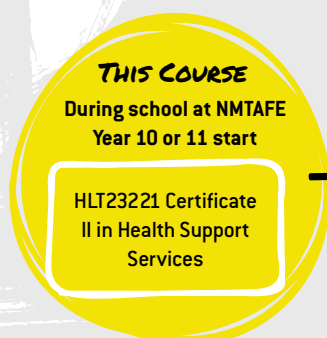 THIS COURSE
During school at NMTAFE
Year 10 or 11 start
HLT23221 Certificate
II in Health Support
Services